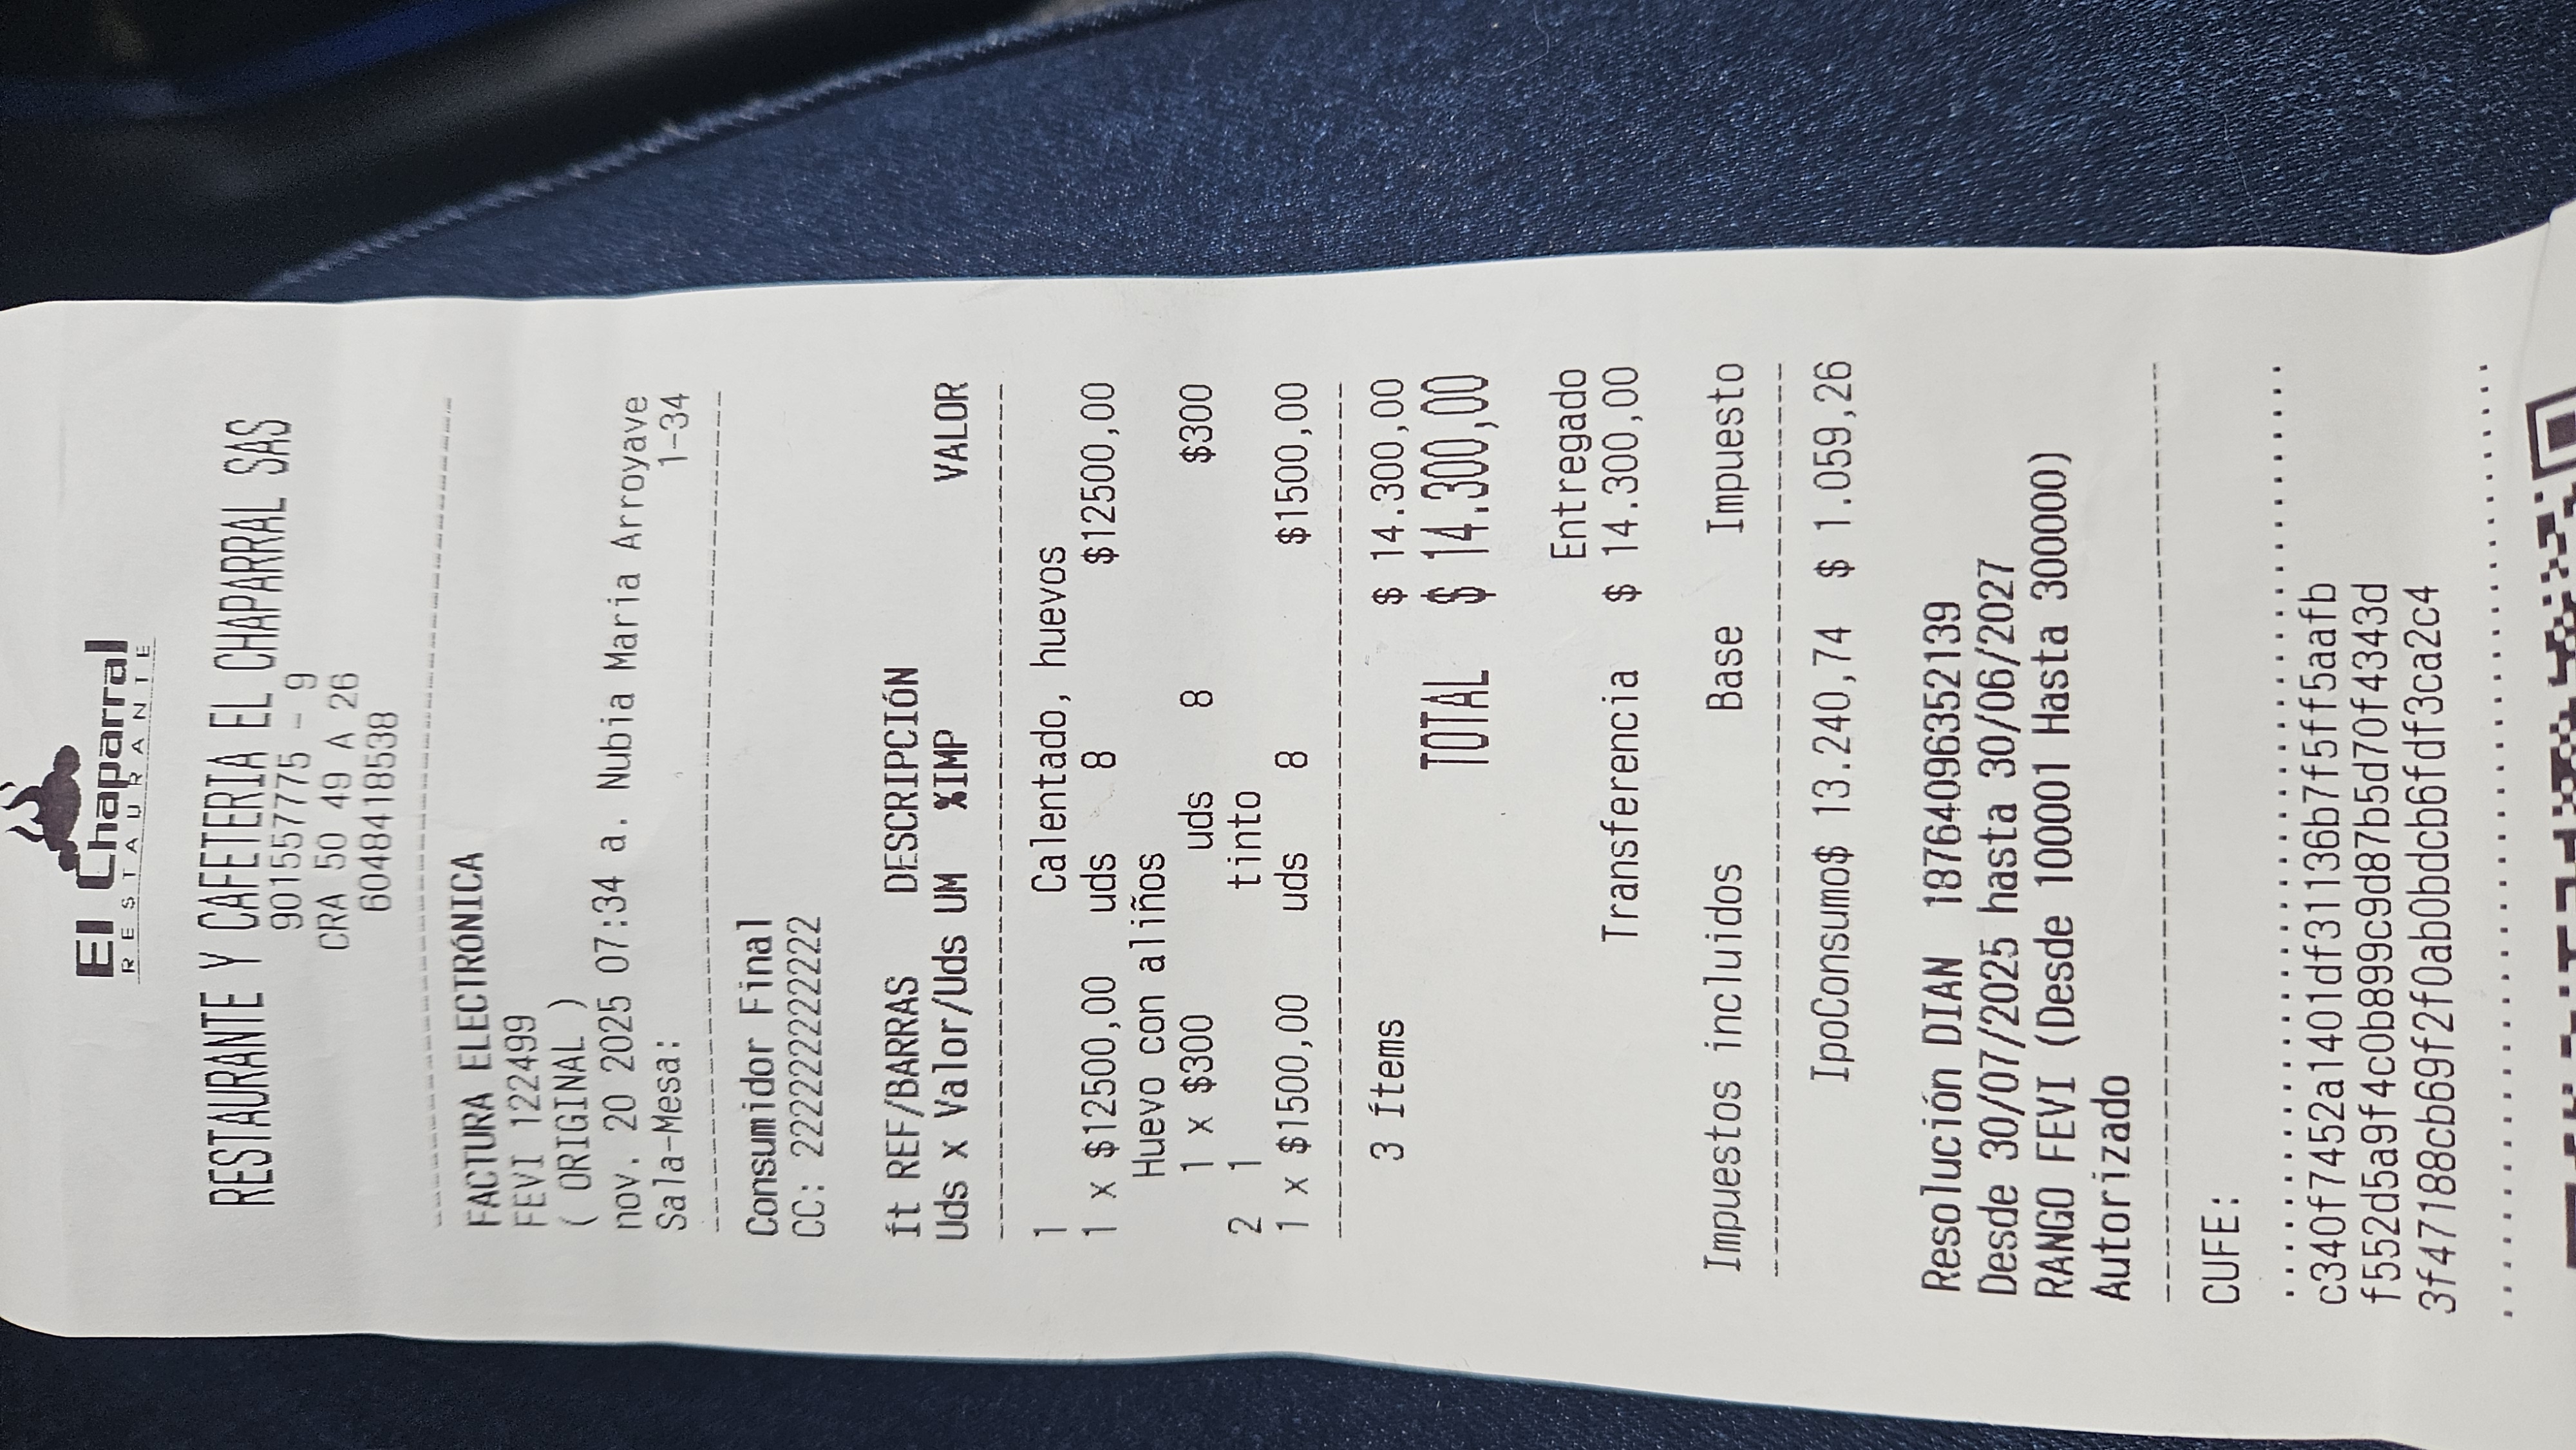 El Chaparral
RESTAURANTE
RESTAURANTE Y CAFETERIA EL CHAPARRAL SAS
901557775 - 9
CRA 50 49 A 26
6048418538
FACTURA ELECTRÓNICA
FEVI 122499
( ORIGINAL )
nov. 20 2025 07:34 a. Nubia Maria Arroyave
Sala-Mesa: 1-34
Consumidor Final
CC: 222222222222
Ít REF/BARRAS DESCRIPCIÓN
Uds x Valor/Uds UM %IMP VALOR
1 Calentado, huevos
1 x $12500,00 uds 8 $12500,00
Huevo con aliños
1 x $300 uds 8 $300
2 1 tinto
1 x $1500,00 uds 8 $1500,00
3 Ítems $ 14.300,00
TOTAL $ 14.300,00
Entregado
Transferencia $ 14.300,00
Impuestos incluidos Base Impuesto
IpoConsumo$ 13.240,74 $ 1.059,26
Resolución DIAN 18764096352139
Desde 30/07/2025 hasta 30/06/2027
RANGO FEVI (Desde 100001 Hasta 300000)
Autorizado
CUFE:
c340f7452a1401df31136b7f5ff5aafb
f552d5a9f4c0b899c9d87b5d70f4343d
3f47188cb69f2f0ab0bdcb6fdf3ca2c4